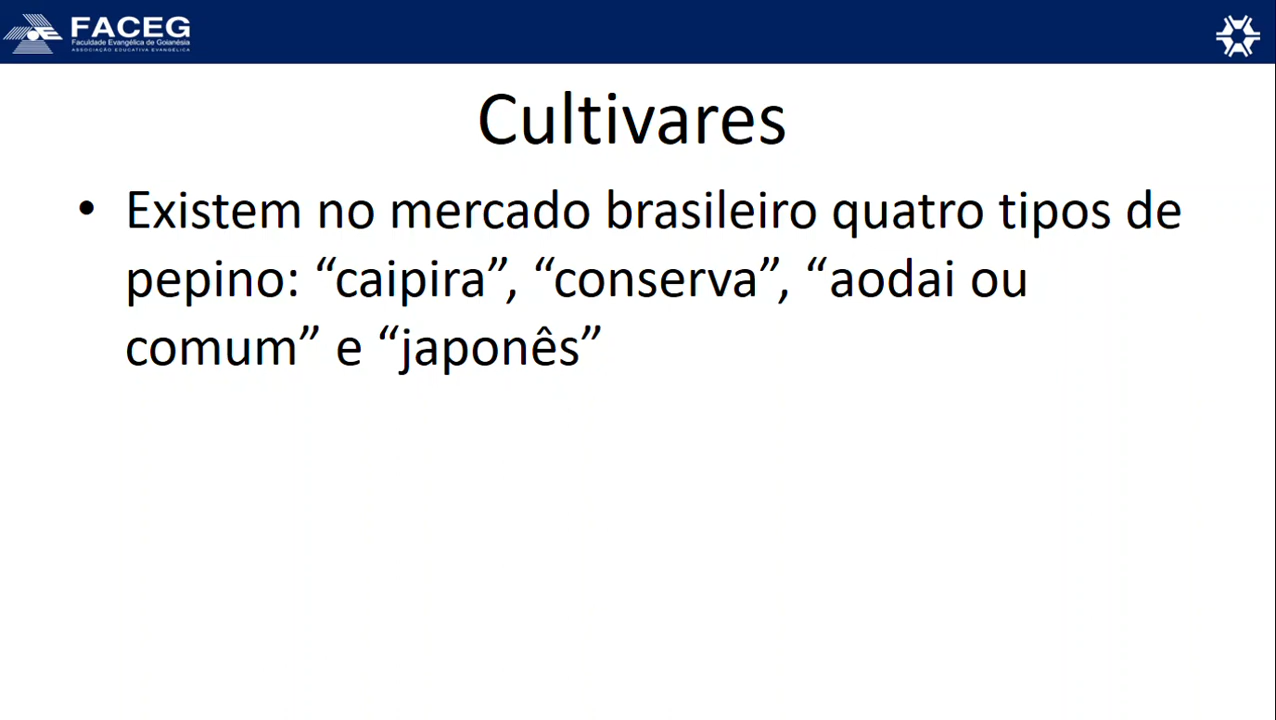 FACEG
Faculdade Evangélica de Goianésia
ASSOCIAÇÃO EDUCATIVA EVANGÉLICA
Cultivares
• Existem no mercado brasileiro quatro tipos de
pepino: “caipira”, “conserva”, “aodai ou
comum” e “japonês”